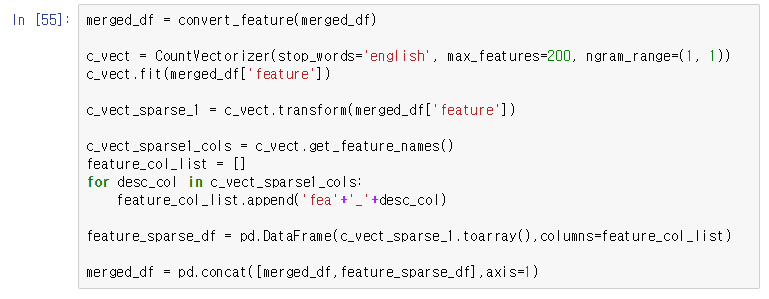 In [55]: merged_df = convert_feature(merged_df)
c_vect = CountVectorizer(stop_words='english', max_features=200, ngram_range=(1, 1))
c_vect.fit(merged_df['feature'])
c_vect_sparse_1 = c_vect.transform(merged_df['feature'])
c_vect_sparse1_cols = c_vect.get_feature_names()
feature_col_list = []
for desc_col in c_vect_sparse1_cols:
    feature_col_list.append('fea'+'_'+desc_col)
feature_sparse_df = pd.DataFrame(c_vect_sparse_1.toarray(),columns=feature_col_list)
merged_df = pd.concat([merged_df,feature_sparse_df],axis=1)